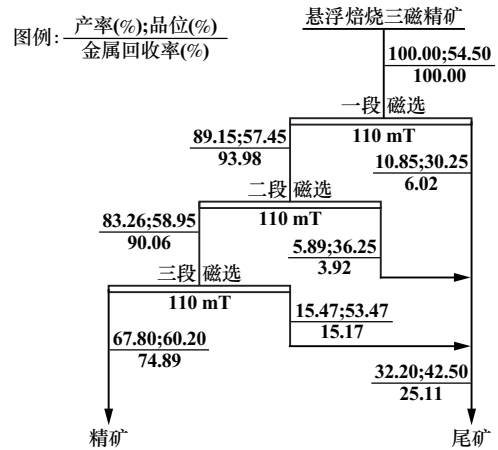 悬浮焙烧三磁精矿
图例: 产率(%);品位(%)
金属回收率(%)
100.00;54.50
100.00
一段 磁选
110 mT
89.15;57.45
93.98
10.85;30.25
6.02
二段 磁选
110 mT
83.26;58.95
90.06
5.89;36.25
3.92
三段 磁选
110 mT
15.47;53.47
15.17
67.80;60.20
74.89
32.20;42.50
25.11
精矿
尾矿